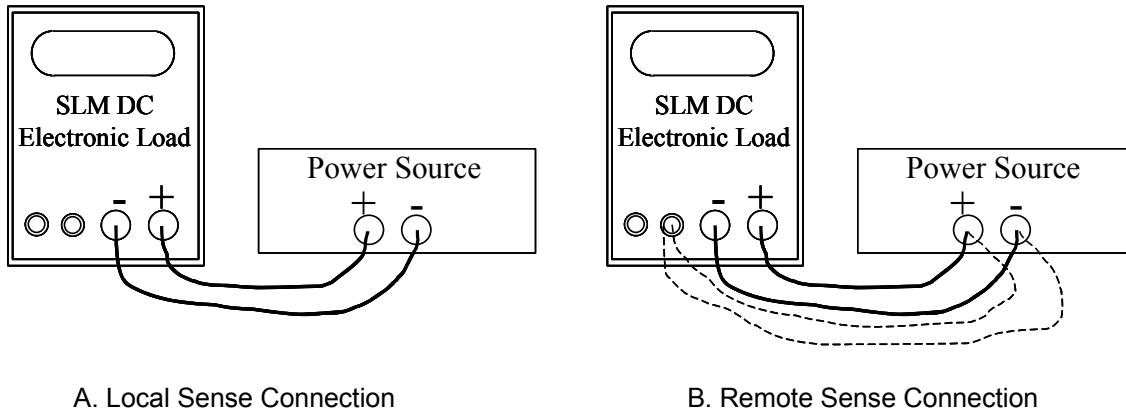 SLM DC
Electronic Load
Power Source
- +
+ -
A. Local Sense Connection
SLM DC
Electronic Load
Power Source
- +
+ -
B. Remote Sense Connection